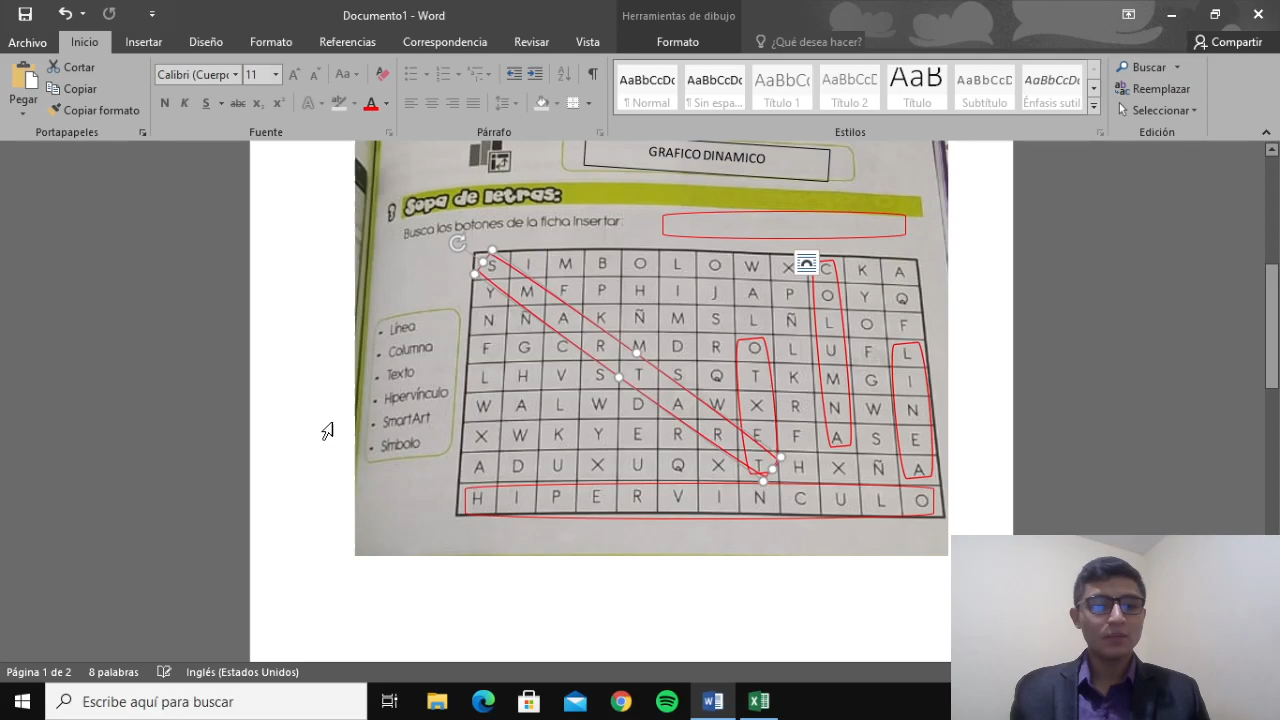 Documento1 - Word
Herramientas de dibujo
Archivo
Inicio
Insertar
Diseño
Formato
Referencias
Correspondencia
Revisar
Vista
Formato
¿Qué desea hacer?
Compartir
Pegar
Cortar
Copiar
Copiar formato
Portapapeles
Calibri (Cuerpo
11
Fuente
Párrafo
AaBbCcDc
¶ Normal
AaBbCcDc
¶ Sin espa...
AaBbCc
Título 1
AaBbCcD
Título 2
AaB
Título
AaBbCcD
Subtítulo
AaBbCcDc
Énfasis sutil
Estilos
Buscar
Reemplazar
Seleccionar
Edición
GRAFICO DINAMICO
Sopa de letras:
Busca los botones de la ficha Insertar:
• Línea
• Columna
• Texto
• Hipervínculo
• SmartArt
• Símbolo
S I M B O L O W X C K A
Y M F P H I J A P O Y Q
N Ñ A K Ñ M S L Ñ L O F
F G C R M D R O L U F L
L H V S T S Q T K M G I
W A L W D A W X R N W N
X W K Y E R R E F A S E
A D U X U Q X T H X Ñ A
H I P E R V I N C U L O
Página 1 de 2
8 palabras
Inglés (Estados Unidos)
Escribe aquí para buscar